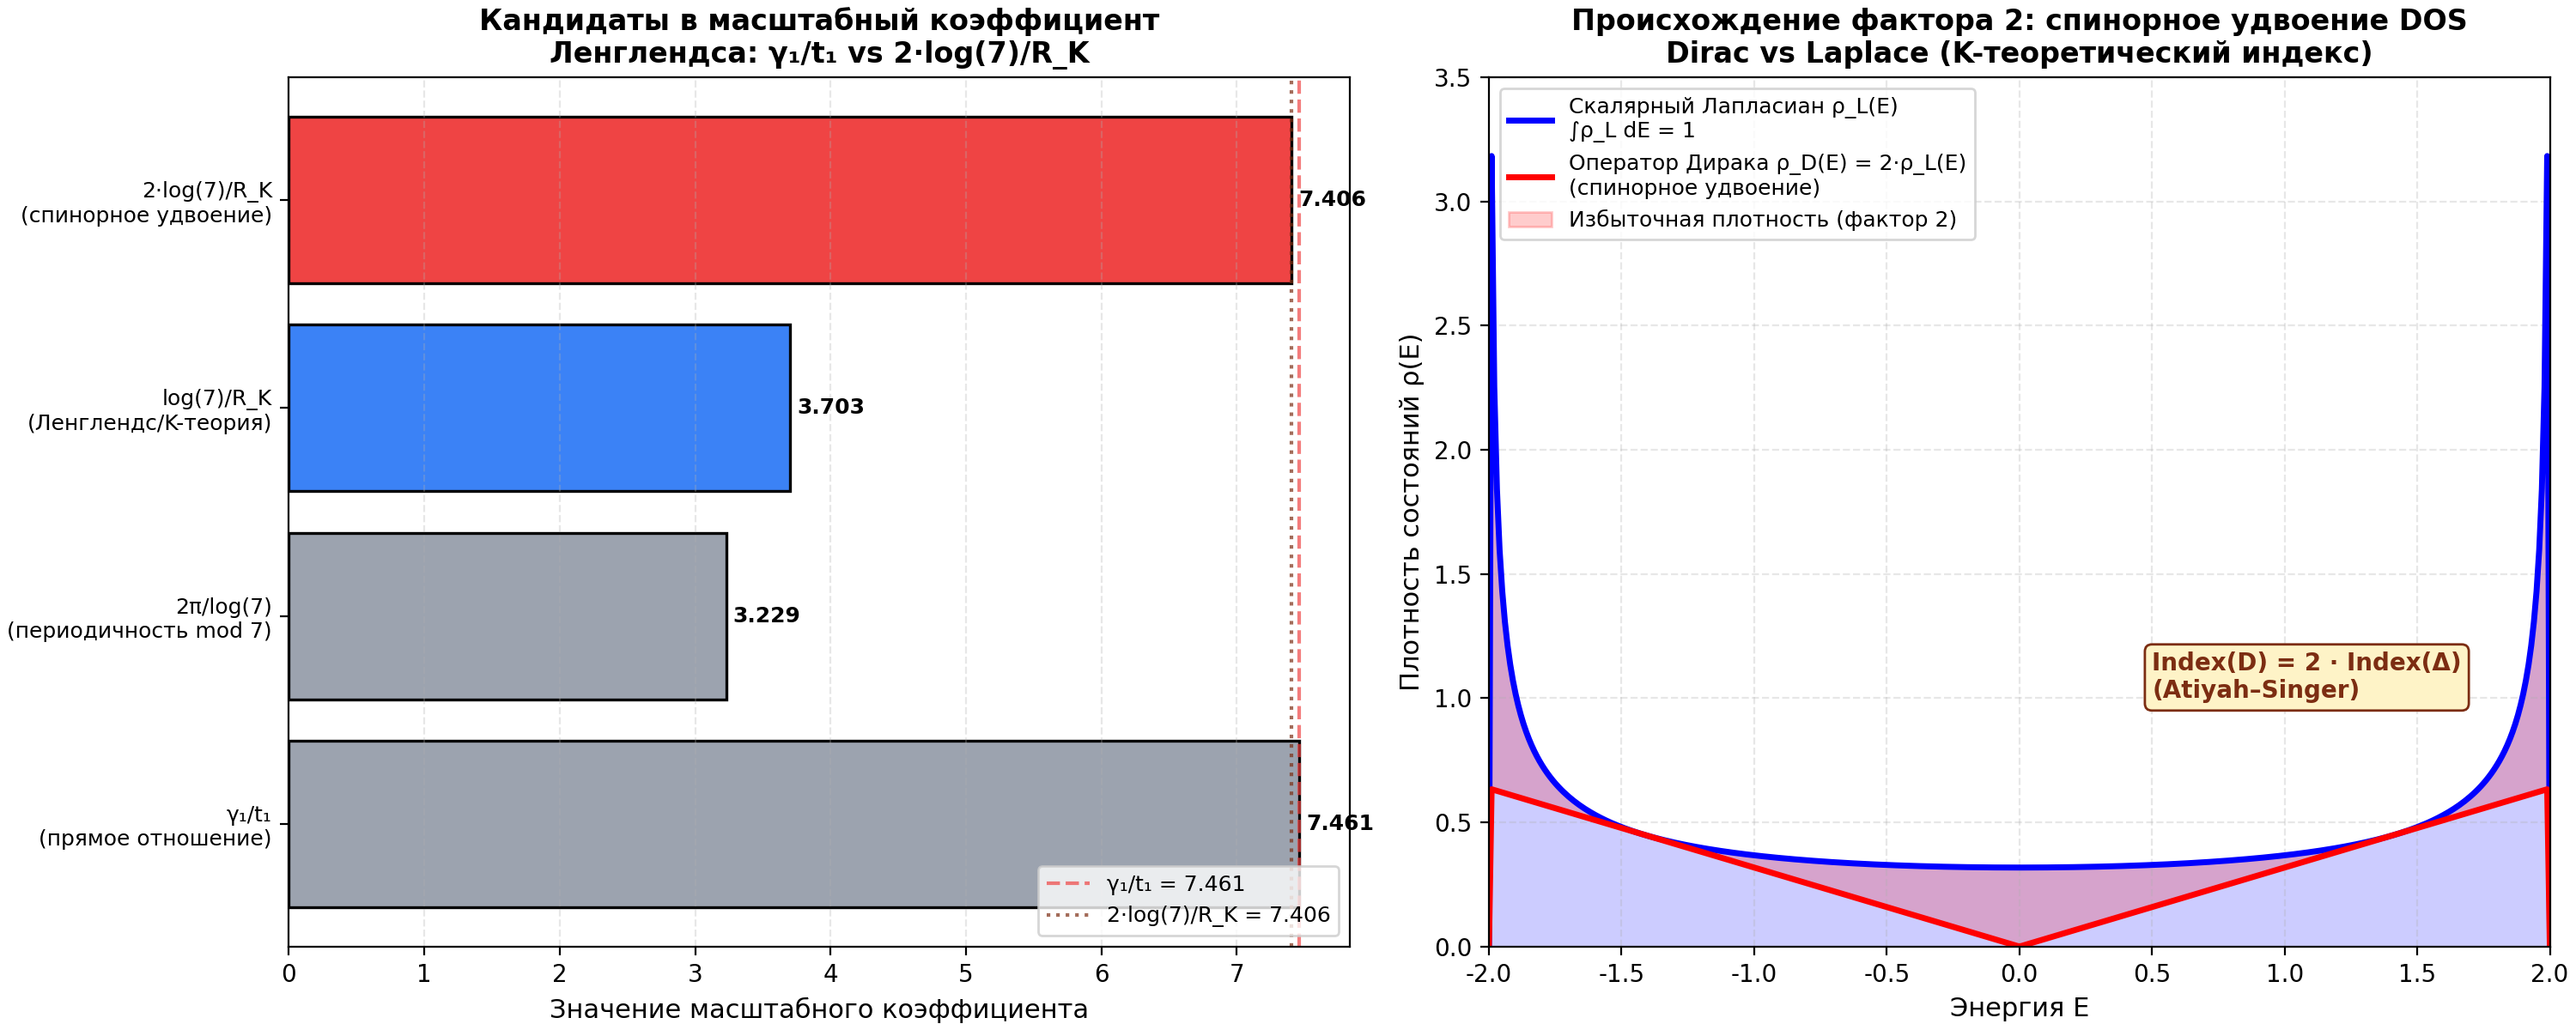 Кандидаты в масштабный коэффициент
Ленглендса: γ₁/t₁ vs 2·log(7)/R_K
2·log(7)/R_K
(спинорное удвоение)
7.406
log(7)/R_K
(Ленглендс/K-теория)
3.703
2π/log(7)
(периодичность mod 7)
3.229
γ₁/t₁
(прямое отношение)
7.461
γ₁/t₁ = 7.461
2·log(7)/R_K = 7.406
0 1 2 3 4 5 6 7
Значение масштабного коэффициента
Происхождение фактора 2: спинорное удвоение DOS
Dirac vs Laplace (K-теоретический индекс)
Скалярный Лапласиан ρ_L(E)
∫ρ_L dE = 1
Оператор Дирака ρ_D(E) = 2·ρ_L(E)
(спинорное удвоение)
Избыточная плотность (фактор 2)
Плотность состояний ρ(E)
3.5
3.0
2.5
2.0
1.5
1.0
0.5
0.0
Index(D) = 2 · Index(Δ)
(Atiyah–Singer)
-2.0 -1.5 -1.0 -0.5 0.0 0.5 1.0 1.5 2.0
Энергия E